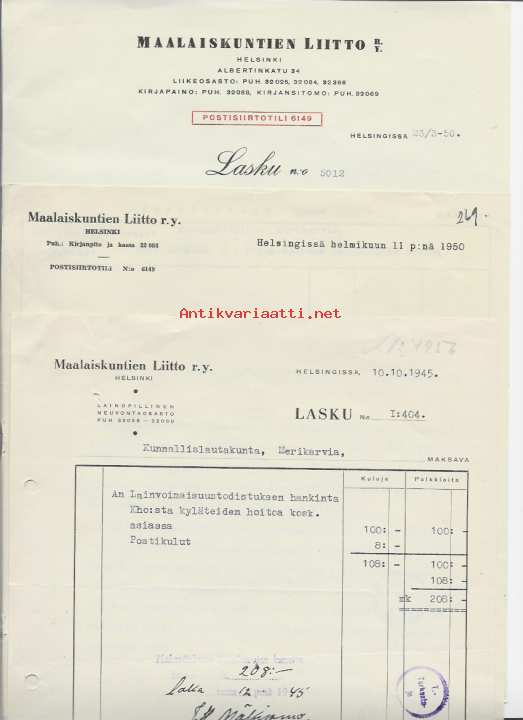 MAALAISKUNTIEN LIITTO R.Y.
HELSINKI
ALBERTINKATU 34
LIIKEOSASTO: PUH. 32025, 32084, 32366
KIRJAPAINO: PUH. 32068, KIRJANSITOMO: PUH. 32069
POSTISIIRTOTILI 6149
HELSINGISSÄ 23/3-50.
Lasku n:o 5012
Maalaiskuntien Liitto r.y.
HELSINKI
Puh.: Kirjanpito ja kassa 32 088
POSTISIIRTOTILI N:o 6149
Helsingissä helmikuun 11 p:nä 1950
Antikvariaatti.net
Maalaiskuntien Liitto r.y.
HELSINKI
LAINOPILLINEN
NEUVONTAOSASTO
HELSINGISSÄ, 10.10.1945.
LASKU N:o I:404.
Kunnallislautakunta, Merikarvia,
MAKSAVA
Kuluja Palkkioita
An Lainvoimaisuustodistuksen hankinta
Kho:sta kyläteiden hoitoa kosk.
asiassa 100:- 100:-
Postikulut 8:-
108:- 100:-
108:-
mk 208:-
208:-